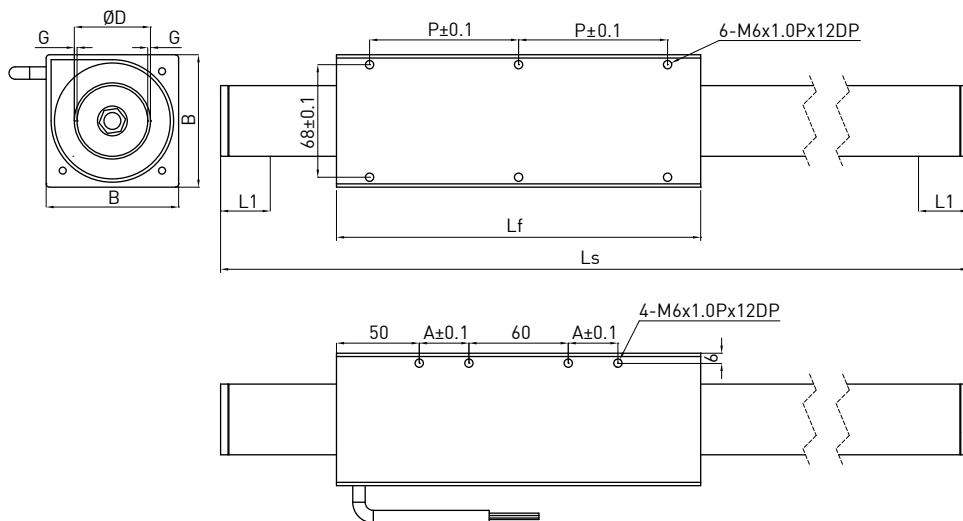 ØD
G
G
B
B
P±0.1
P±0.1
6-M6x1.0Px12DP
68±0.1
L1
L1
Lf
Ls
4-M6x1.0Px12DP
50
A±0.1
60
A±0.1
6